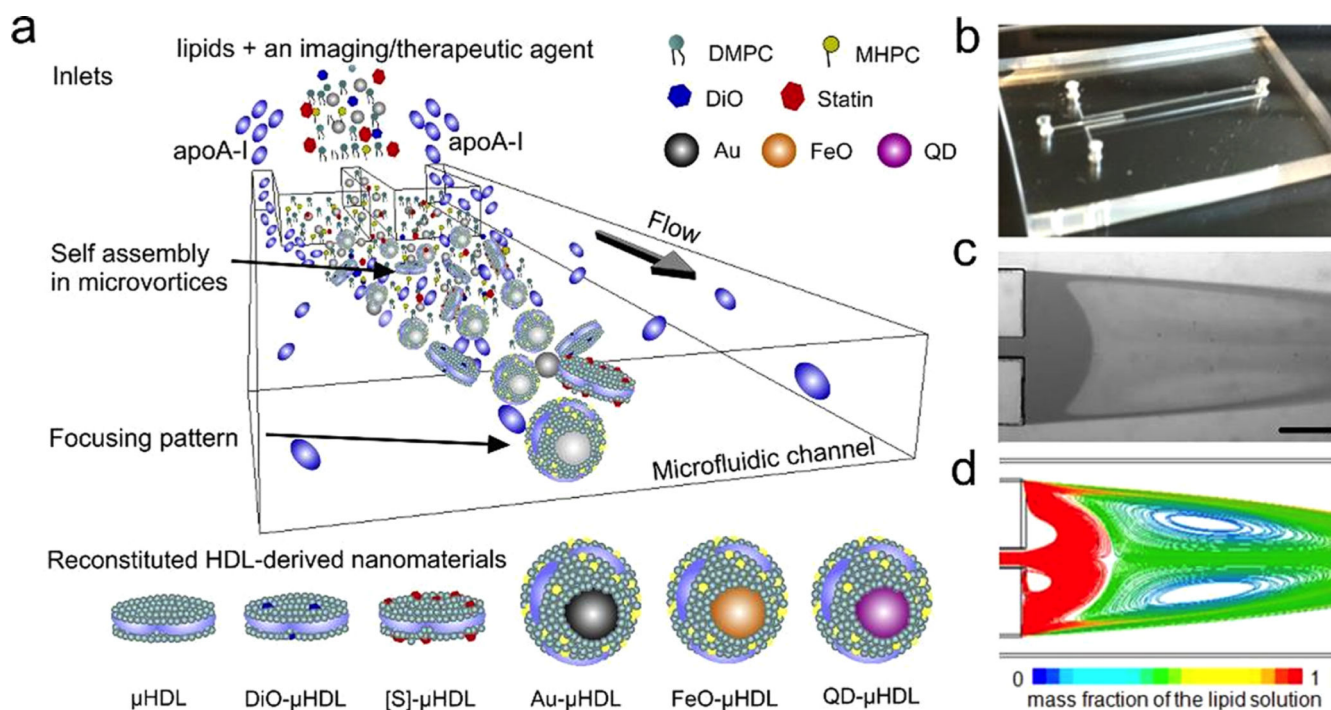 a
lipids + an imaging/therapeutic agent
Inlets
apoA-I
apoA-I
DMPC
MHPC
DiO
Statin
Au
FeO
QD
Flow
Self assembly
in microvortices
Focusing pattern
Microfluidic channel
Reconstituted HDL-derived nanomaterials
µHDL
DiO-µHDL
[S]-µHDL
Au-µHDL
FeO-µHDL
QD-µHDL
b
c
d
0
1
mass fraction of the lipid solution